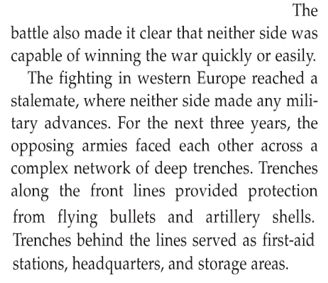 The
battle also made it clear that neither side was
capable of winning the war quickly or easily.
The fighting in western Europe reached a
stalemate, where neither side made any mili-
tary advances. For the next three years, the
opposing armies faced each other across a
complex network of deep trenches. Trenches
along the front lines provided protection
from flying bullets and artillery shells.
Trenches behind the lines served as first-aid
stations, headquarters, and storage areas.